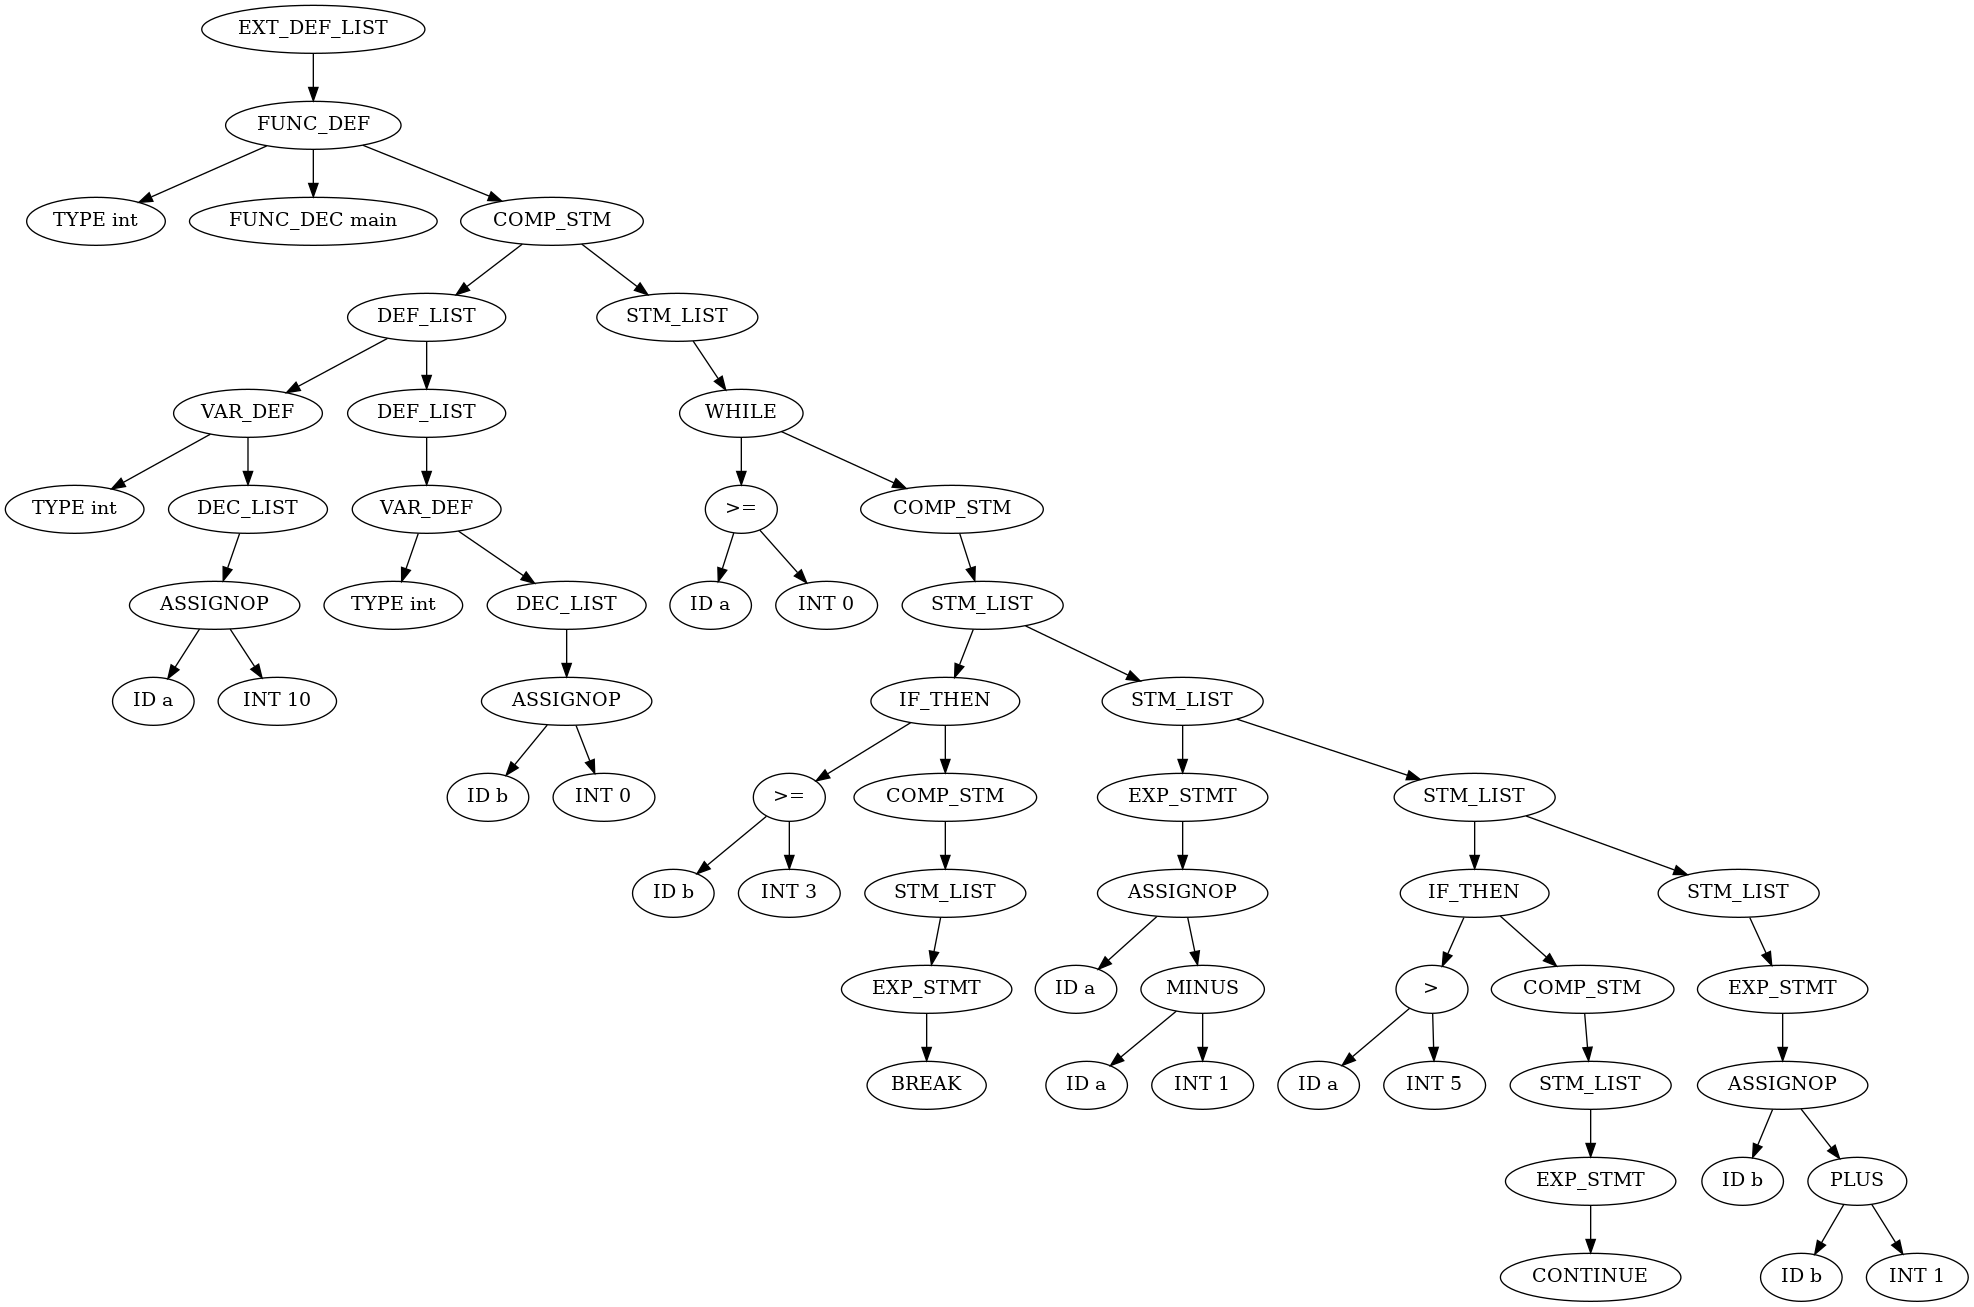 EXT_DEF_LIST
FUNC_DEF
TYPE int
FUNC_DEC main
COMP_STM
DEF_LIST
STM_LIST
VAR_DEF
DEF_LIST
WHILE
TYPE int
DEC_LIST
VAR_DEF
>=
COMP_STM
ASSIGNOP
TYPE int
DEC_LIST
ID a
INT 0
STM_LIST
ID a
INT 10
ASSIGNOP
IF_THEN
STM_LIST
ID b
INT 0
>=
COMP_STM
EXP_STMT
STM_LIST
ID b
INT 3
STM_LIST
ASSIGNOP
IF_THEN
STM_LIST
EXP_STMT
ID a
MINUS
>
COMP_STM
EXP_STMT
BREAK
ID a
INT 1
ID a
INT 5
STM_LIST
ASSIGNOP
EXP_STMT
ID b
PLUS
CONTINUE
ID b
INT 1